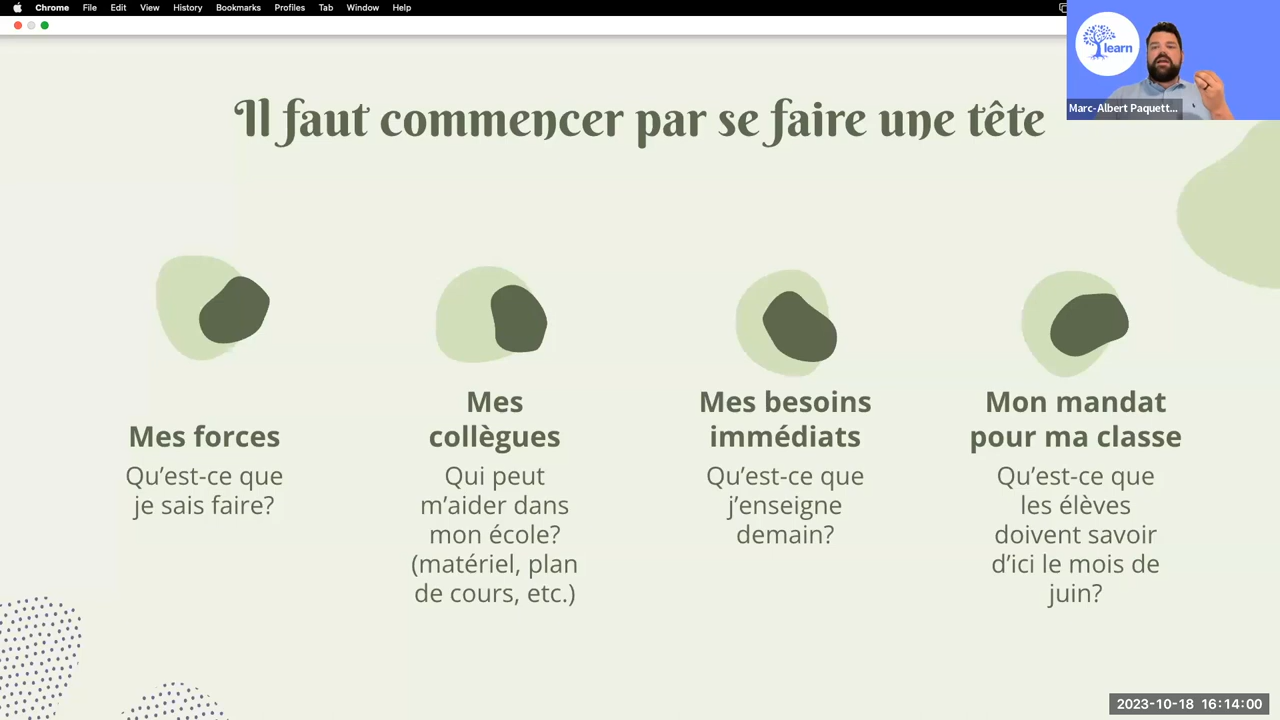 Chrome File Edit View History Bookmarks Profiles Tab Window Help
learn
Marc-Albert Paquett...
Il faut commencer par se faire une tête
Mes forces
Qu'est-ce que
je sais faire?
Mes
collègues
Qui peut
m'aider dans
mon école?
(matériel, plan
de cours, etc.)
Mes besoins
immédiats
Qu'est-ce que
j'enseigne
demain?
Mon mandat
pour ma classe
Qu'est-ce que
les élèves
doivent savoir
d'ici le mois de
juin?
2023-10-18 16:14:00